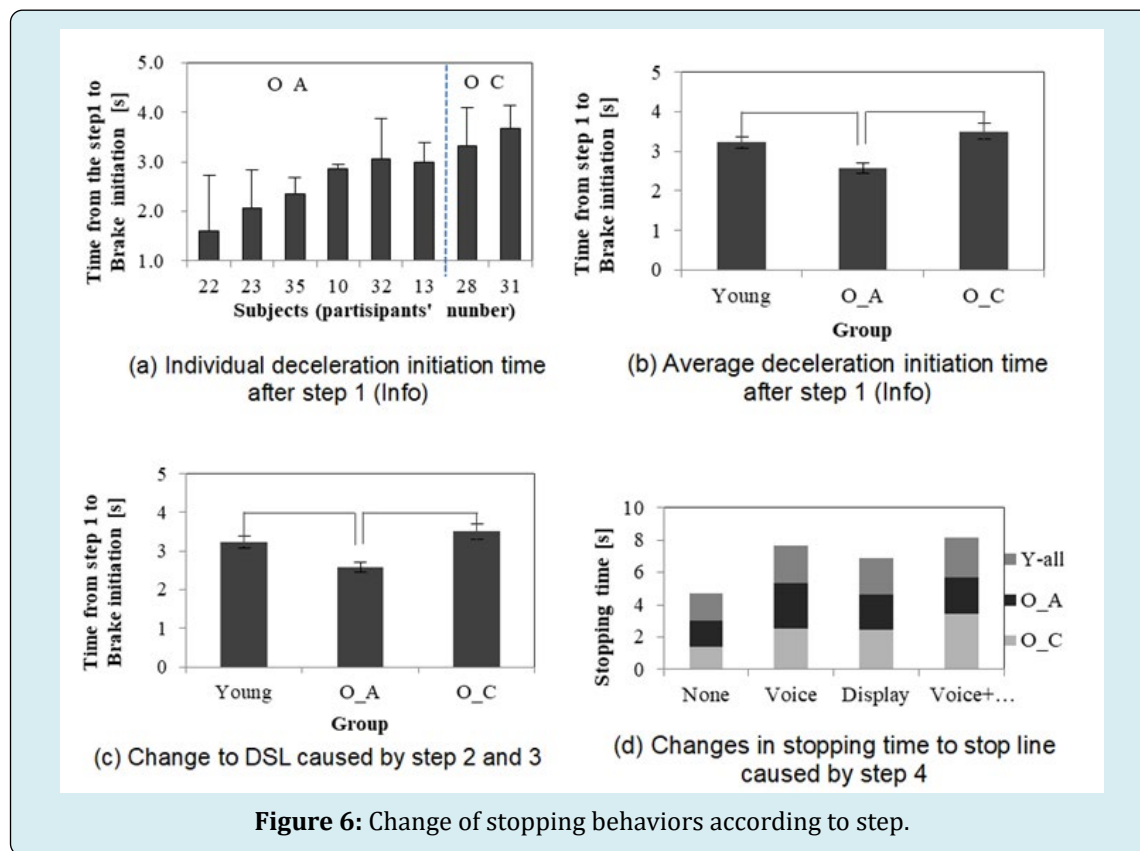 5.0
4.0
3.0
2.0
1.0
Time from the step1 to
Brake initiation [s]
O A
O C
22 23 35 10 32 13 28 31
Subjects (partisipants' nunber)
(a) Individual deceleration initiation time
after step 1 (Info)
5
4
3
2
1
0
Time from step 1 to
Brake initiation [s]
Young O_A O_C
Group
(b) Average deceleration initiation time
after step 1 (Info)
5
4
3
2
1
0
Time from step 1 to
Brake initiation [s]
Young O_A O_C
Group
(c) Change to DSL caused by step 2 and 3
10
8
6
4
2
0
Stopping time [s]
Y-all
O_A
O_C
None Voice Display Voice+...
(d) Changes in stopping time to stop line
caused by step 4
Figure 6: Change of stopping behaviors according to step.